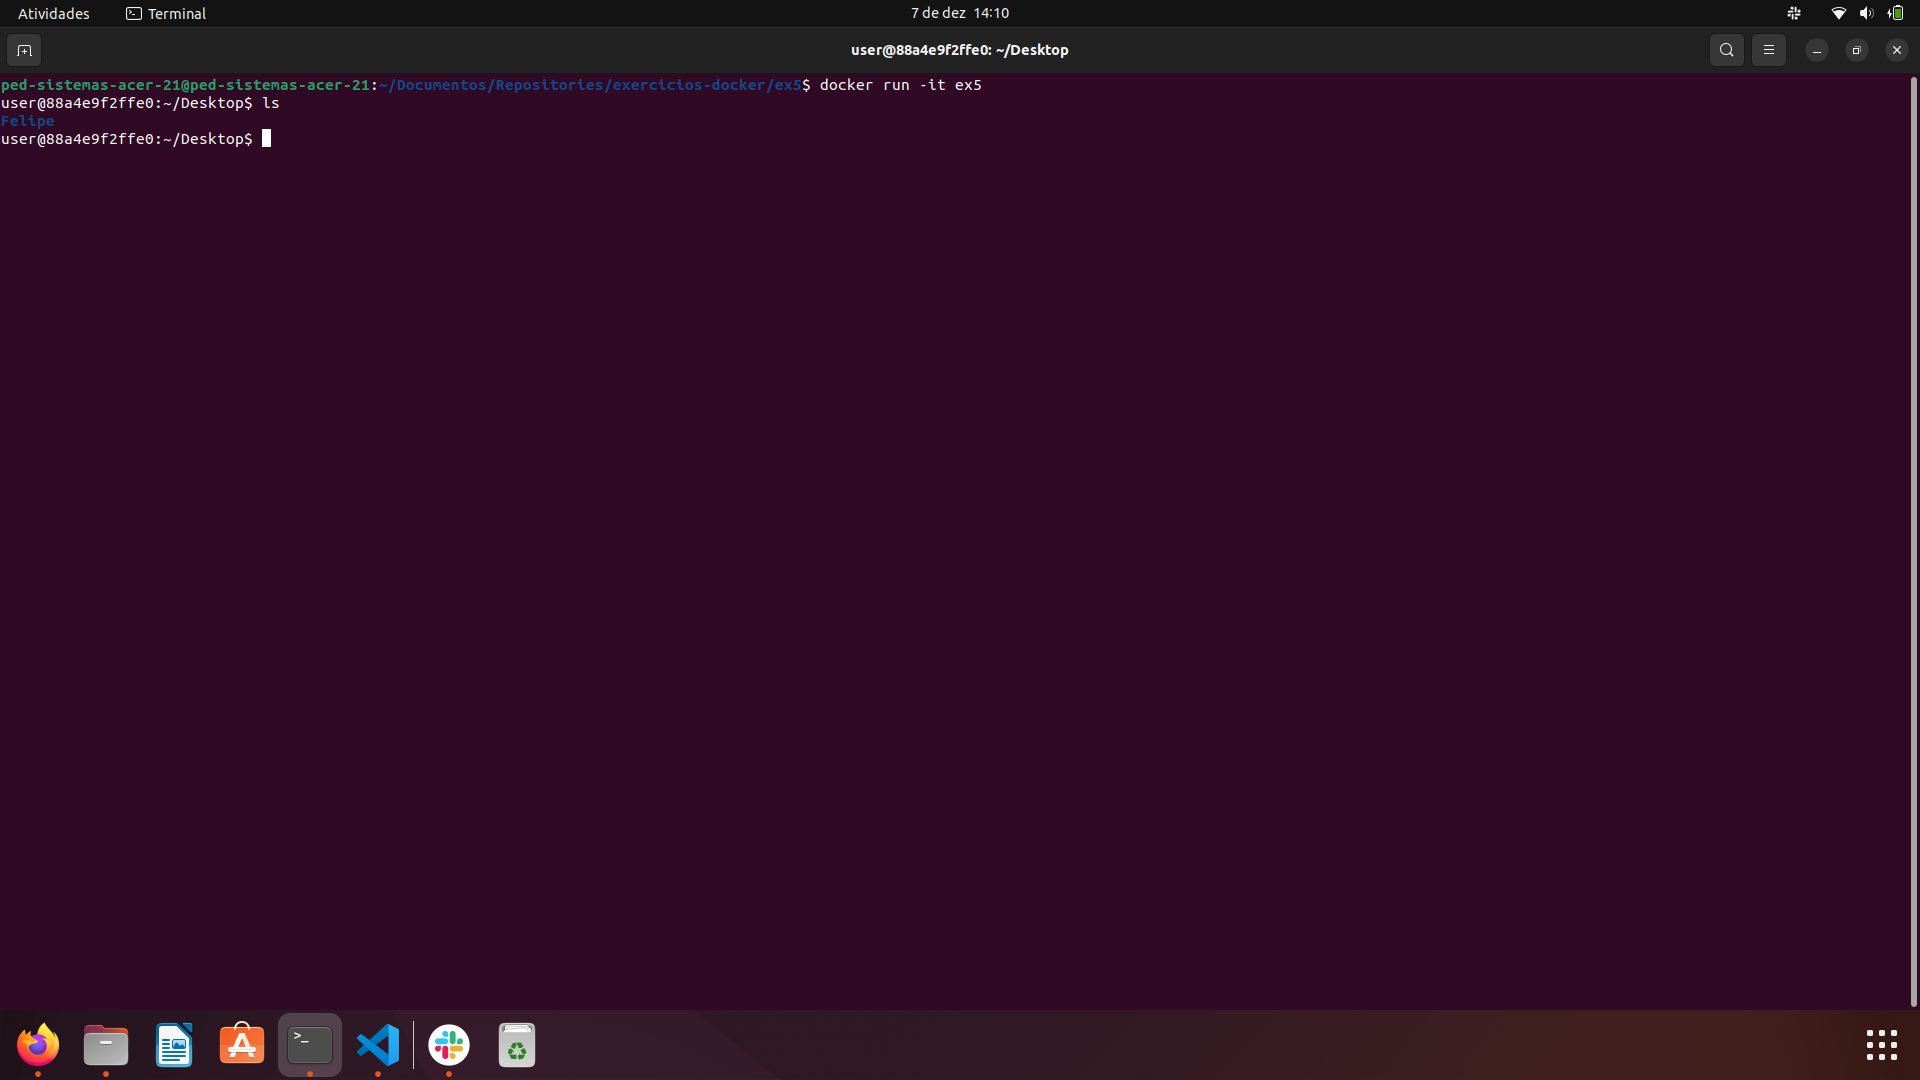 Atividades Terminal 7 de dez 14:10
user@88a4e9f2ffe0: ~/Desktop
ped-sistemas-acer-21@ped-sistemas-acer-21:~/Documentos/Repositories/exercicios-docker/ex5$ docker run -it ex5
user@88a4e9f2ffe0:~/Desktop$ ls
Felipe
user@88a4e9f2ffe0:~/Desktop$